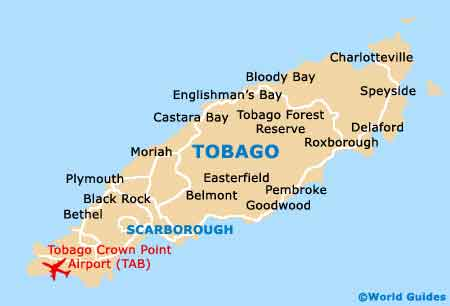 Charlotteville
Bloody Bay
Speyside
Englishman's Bay
Castara Bay
Tobago Forest
Reserve
Delaford
Roxborough
Moriah
TOBAGO
Plymouth
Easterfield
Black Rock
Belmont
Pembroke
Goodwood
Bethel
SCARBOROUGH
Tobago Crown Point
Airport (TAB)
©World Guides